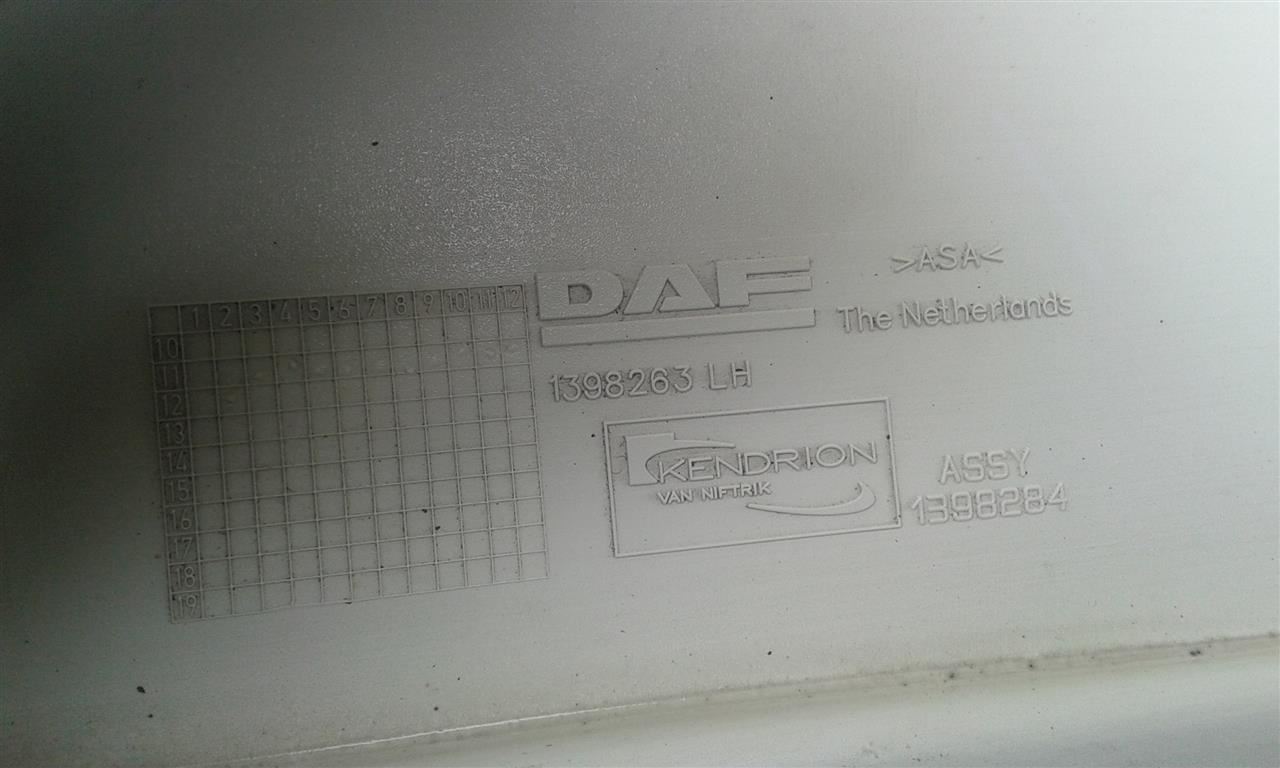 1 2 3 4 5 6 7 8 9 10 11 12
10
11
12
13
14
15
16
17
18
19
DAF
>ASA<
The Netherlands
1398263 LH
KENDRION
VAN NIFTRIK
ASSY
1398284